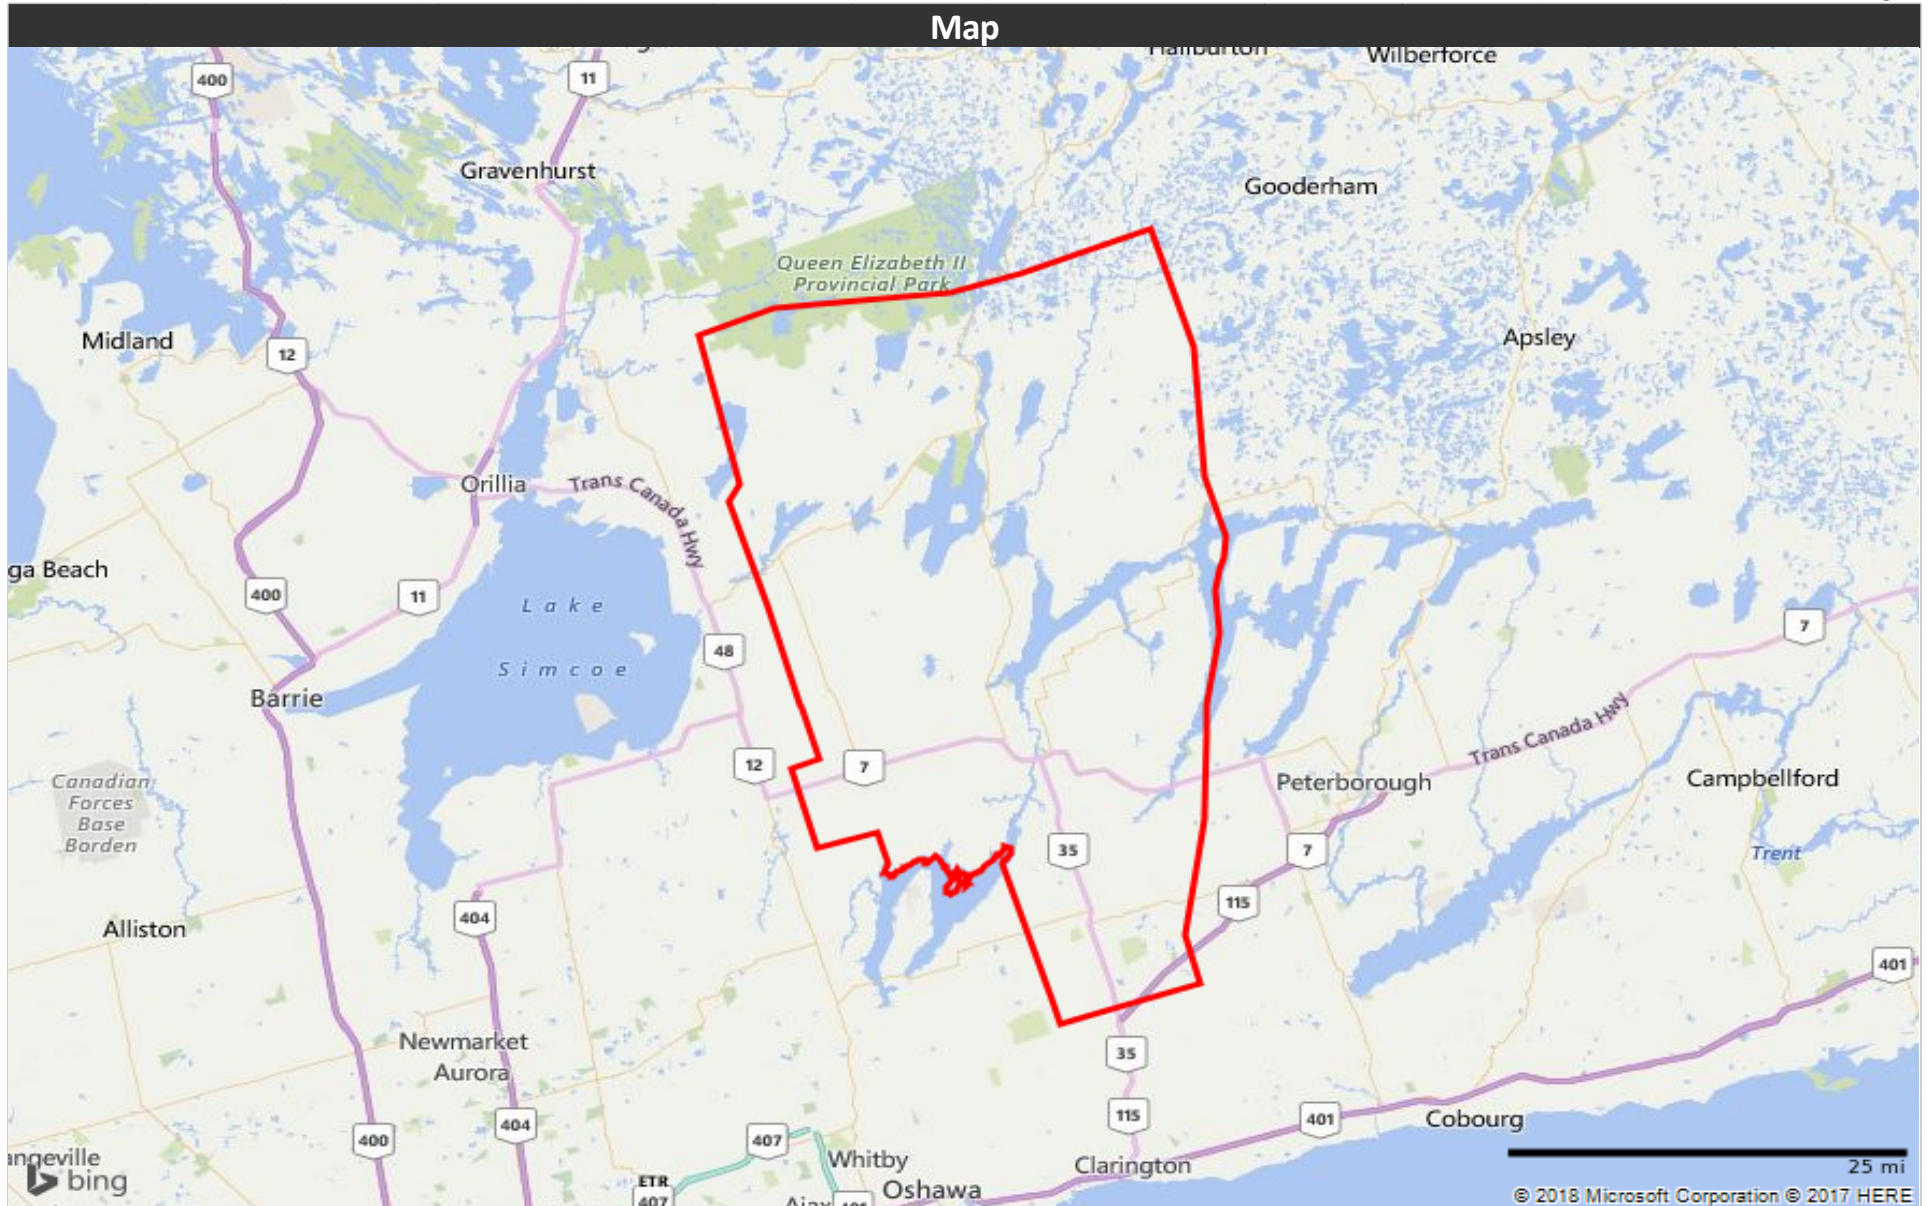 Map
Haliburton
Wilberforce
400
11
Gravenhurst
Gooderham
Queen Elizabeth II
Provincial Park
Midland
12
Apsley
Orillia
Trans Canada Hwy
ga Beach
400
11
Lake
Simcoe
48
7
Barrie
12
7
Trans Canada Hwy
Peterborough
Campbellford
Canadian
Forces
Base
Borden
35
7
Trent
115
404
Alliston
401
Newmarket
Aurora
35
115
401
Cobourg
404
400
407
Whitby
Clarington
angeville
bing
ETR
407
Oshawa
Ajax
401
25 mi
© 2018 Microsoft Corporation © 2017 HERE